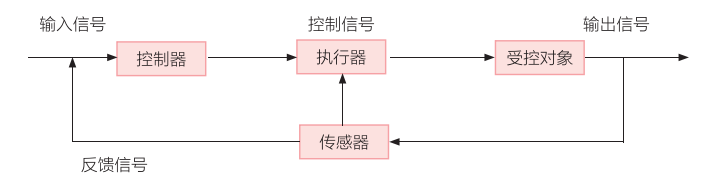 输入信号
控制信号
输出信号
控制器
执行器
受控对象
传感器
反馈信号